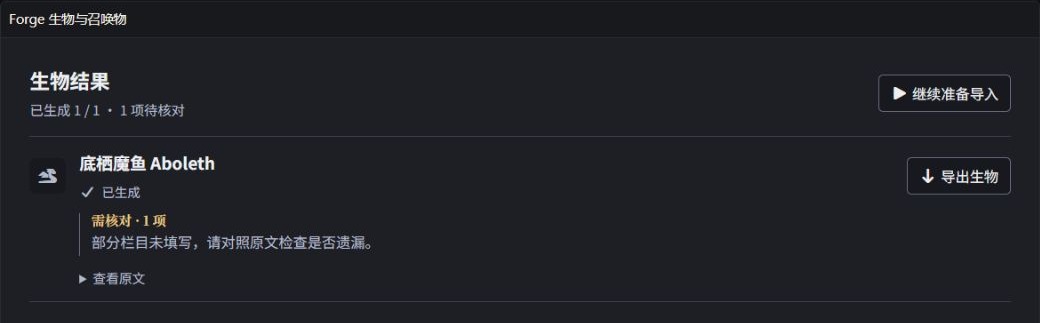 Forge 生物与召唤物
生物结果
已生成 1 / 1 · 1 项待核对
继续准备导入
底栖魔鱼 Aboleth
已生成
导出生物
需核对 · 1 项
部分栏目未填写，请对照原文检查是否遗漏。
查看原文